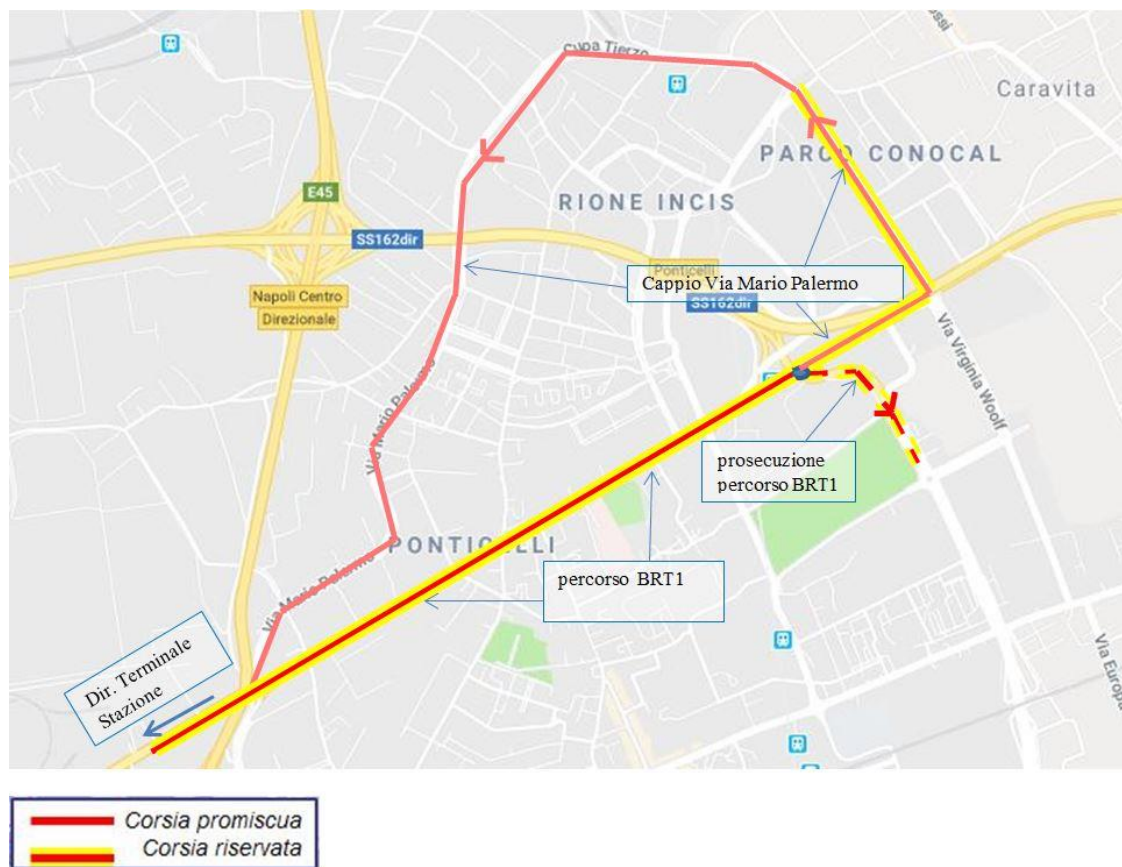 Cupa Tierzo
ossi
Caravita
PARCO CONOCAL
RIONE INCIS
E45
SS162dir
Ponticelli
Cappio Via Mario Palermo
SS162dir
Napoli Centro
Direzionale
Via Virginia Woolf
Via Mario Palermo
prosecuzione
percorso BRT1
PONTICELLI
percorso BRT1
Via Mario Palermo
Dir. Terminale
Stazione
Via Europa
Corsia promiscua
Corsia riservata